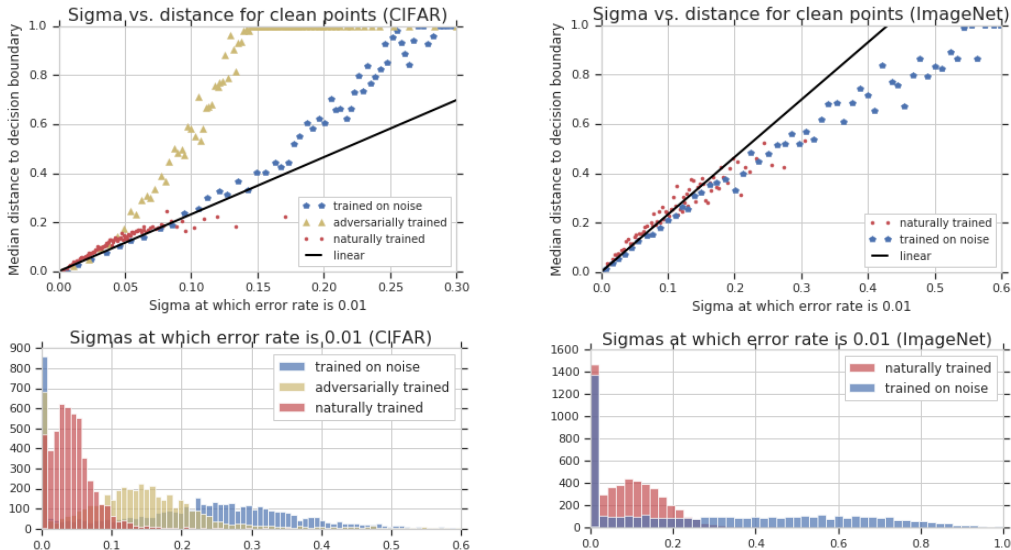 Sigma vs. distance for clean points (CIFAR)
Median distance to decision boundary
1.0
0.8
0.6
0.4
0.2
0.0
trained on noise
adversarially trained
naturally trained
linear
0.00 0.05 0.10 0.15 0.20 0.25 0.30
Sigma at which error rate is 0.01
Sigma vs. distance for clean points (ImageNet)
Median distance to decision boundary
1.0
0.8
0.6
0.4
0.2
0.0
naturally trained
trained on noise
linear
0.0 0.1 0.2 0.3 0.4 0.5 0.6
Sigma at which error rate is 0.01
Sigmas at which error rate is 0.01 (CIFAR)
900
800
700
600
500
400
300
200
100
0
trained on noise
adversarially trained
naturally trained
0.0 0.1 0.2 0.3 0.4 0.5 0.6
Sigmas at which error rate is 0.01 (ImageNet)
1600
1400
1200
1000
800
600
400
200
0
naturally trained
trained on noise
0.0 0.2 0.4 0.6 0.8 1.0